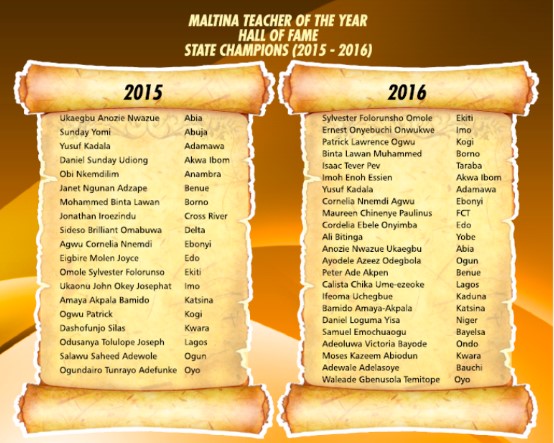 MALTINA TEACHER OF THE YEAR
HALL OF FAME
STATE CHAMPIONS (2015 - 2016)
2015
ukaegbu Anozie Nwazue Abia
Sunday Yomi Abuja
Yusuf Kadala Adamawa
Daniel Sunday Udiong Akwa Ibom
Obi Nkemdilim Anambra
Janet Ngunan Adzape Benue
Mohammed Binta Lawan Borno
Jonathan Iroezindu Cross River
Sideso Brilliant Omabuwa Delta
Agwu Cornelia Nnemdi Ebonyi
Eigbire Molen Joyce Edo
Omole Sylvester Folorunso Ekiti
Ukaonu John Okey Josephat Imo
Amaya Akpala Bamido Katsina
Ogwu Patrick Kogi
Dashofunjo Silas Kwara
Odusanya Tolulope Joseph Lagos
Salawu Saheed Adewole Ogun
Ogundairo Tunrayo Adefunke Oyo
2016
Sylvester Folorunsho Omole Ekiti
Ernest Onyebuchi Onwukwe Imo
Patrick Lawrence Ogwu Kogi
Binta Lawan Muhammed Borno
Isaac Tever Pev Taraba
Imoh Enoh Essien Akwa Ibom
Yusuf Kadala Adamawa
Cornelia Nnemdi Agwu Ebonyi
Maureen Chinenye Paulinus FCT
Cordelia Ebele Onyimba Edo
Ali Bitinga Yobe
Anozie Nwazue Ukaegbu Abia
Ayodele Azeez Odegbola Ogun
Peter Ade Akpen Benue
Calista Chika Ume-ezeoke Lagos
Ifeoma Uchegbue Kaduna
Bamido Amaya-Akpala Katsina
Daniel Loguma Yisa Niger
Samuel Emochuaogu Bayelsa
Adeoluwa Victoria Bayode Ondo
Moses Kazeem Abiodun Kwara
Adewale Adelasoye Bauchi
Waleade Gbenusola Temitope Oyo